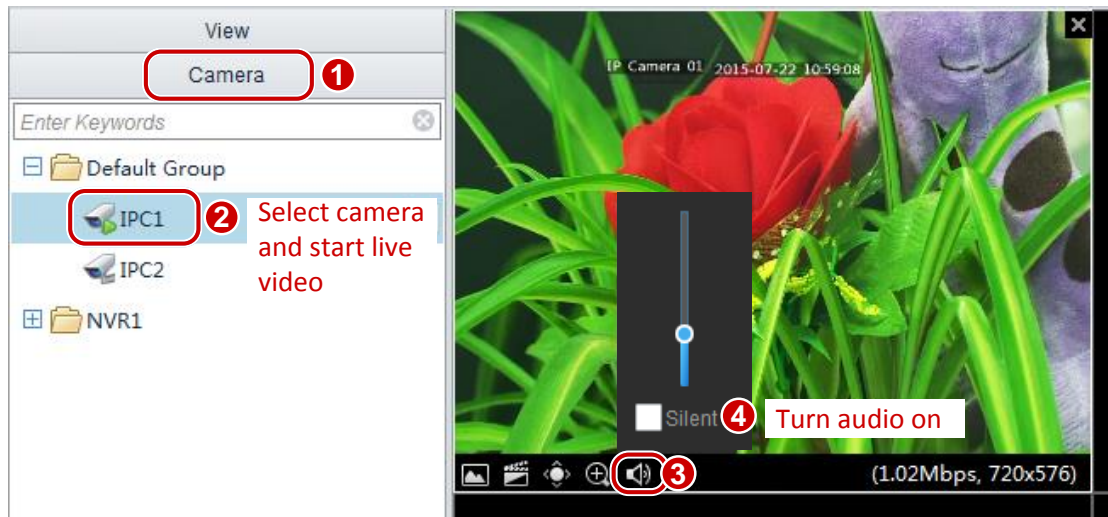 View
Camera
1
Enter Keywords
Default Group
IPC1
2
Select camera
and start live
video
IPC2
NVR1
IP Camera 01 2015-07-22 10:59:08
Silent
4
Turn audio on
3
(1.02Mbps, 720x576)